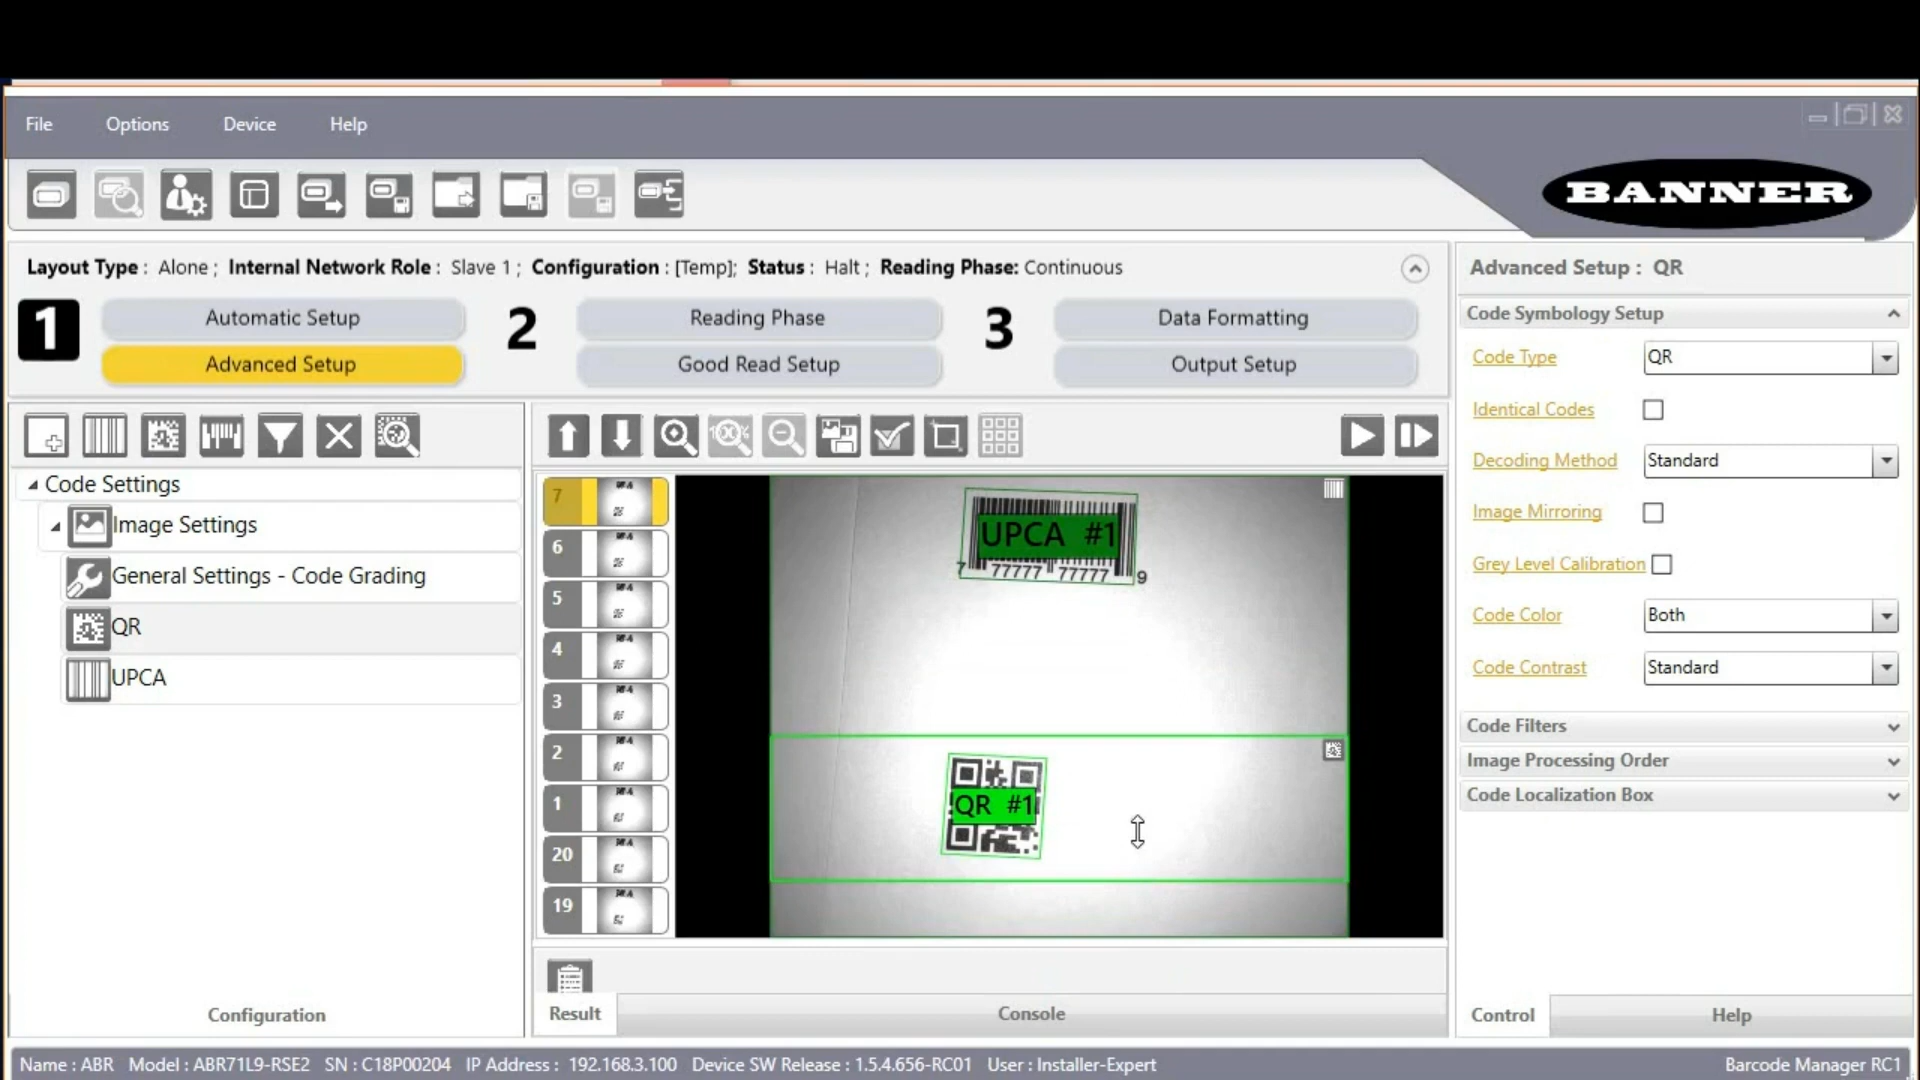 File Options Device Help
BANNER
Layout Type : Alone ; Internal Network Role : Slave 1 ; Configuration : [Temp]; Status : Halt ; Reading Phase: Continuous
1 Automatic Setup 2 Reading Phase 3 Data Formatting
Advanced Setup Good Read Setup Output Setup
Code Settings
Image Settings
General Settings - Code Grading
QR
UPCA
Configuration
7
6
5
4
3
2
1
20
19
UPCA #1
7 77777 77777 9
QR #1
Result Console
Advanced Setup : QR
Code Symbology Setup
Code Type QR
Identical Codes
Decoding Method Standard
Image Mirroring
Grey Level Calibration
Code Color Both
Code Contrast Standard
Code Filters
Image Processing Order
Code Localization Box
Control Help
Name : ABR Model : ABR71L9-RSE2 SN : C18P00204 IP Address : 192.168.3.100 Device SW Release : 1.5.4.656-RC01 User : Installer-Expert Barcode Manager RC1